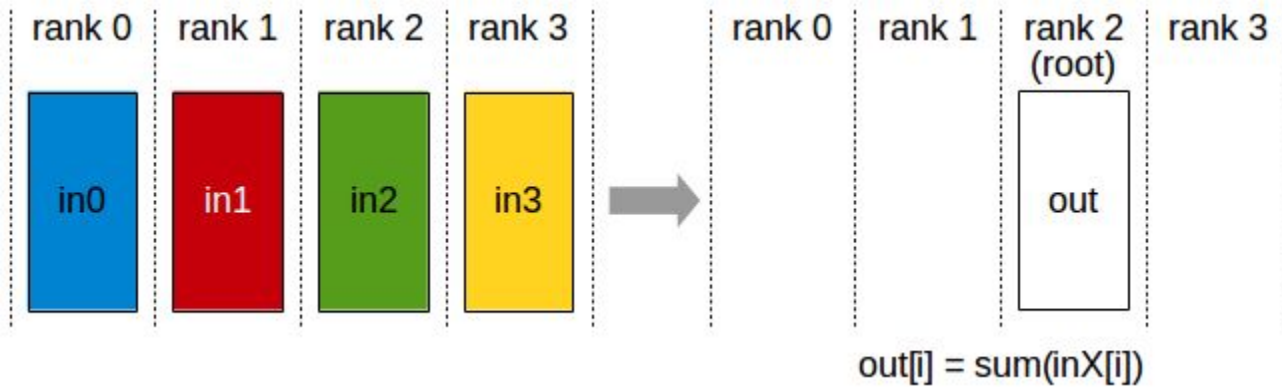 rank 0 rank 1 rank 2 rank 3 rank 0 rank 1 rank 2 rank 3
(root)
in0 in1 in2 in3 out
out[i] = sum(inX[i])